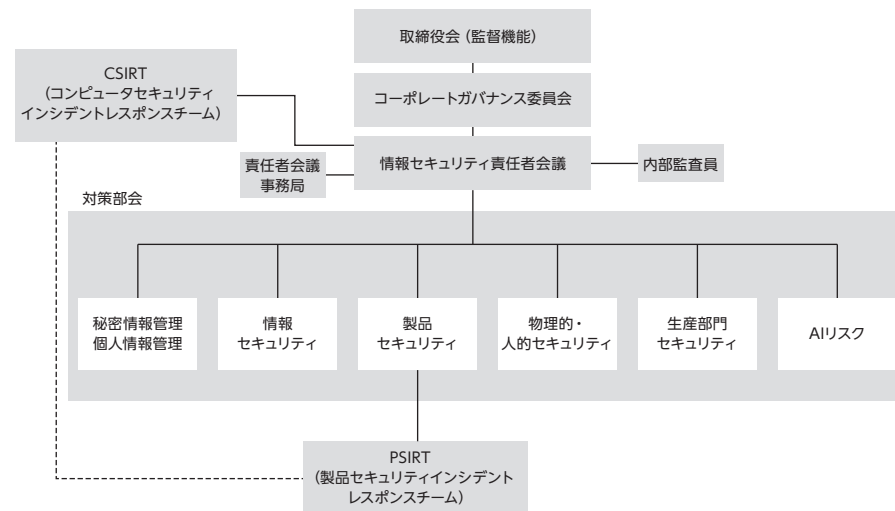 取締役会（監督機能）
CSIRT
（コンピュータセキュリティ
インシデントレスポンスチーム）
コーポレートガバナンス委員会
責任者会議
事務局
情報セキュリティ責任者会議
内部監査員
対策部会
秘密情報管理
個人情報管理
情報
セキュリティ
製品
セキュリティ
物理的・
人的セキュリティ
生産部門
セキュリティ
AIリスク
PSIRT
（製品セキュリティインシデント
レスポンスチーム）